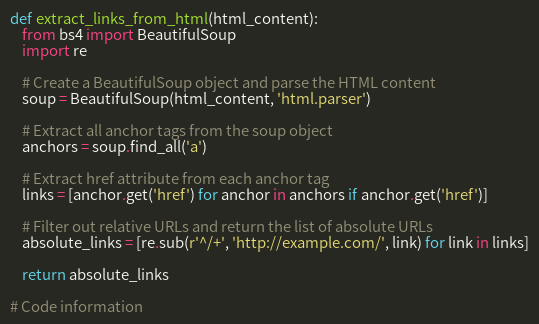 def extract_links_from_html(html_content):
from bs4 import BeautifulSoup
import re
# Create a BeautifulSoup object and parse the HTML content
soup = BeautifulSoup(html_content, 'html.parser')
# Extract all anchor tags from the soup object
anchors = soup.find_all('a')
# Extract href attribute from each anchor tag
links = [anchor.get('href') for anchor in anchors if anchor.get('href')]
# Filter out relative URLs and return the list of absolute URLs
absolute_links = [re.sub(r'^/+', 'http://example.com/', link) for link in links]
return absolute_links
# Code information